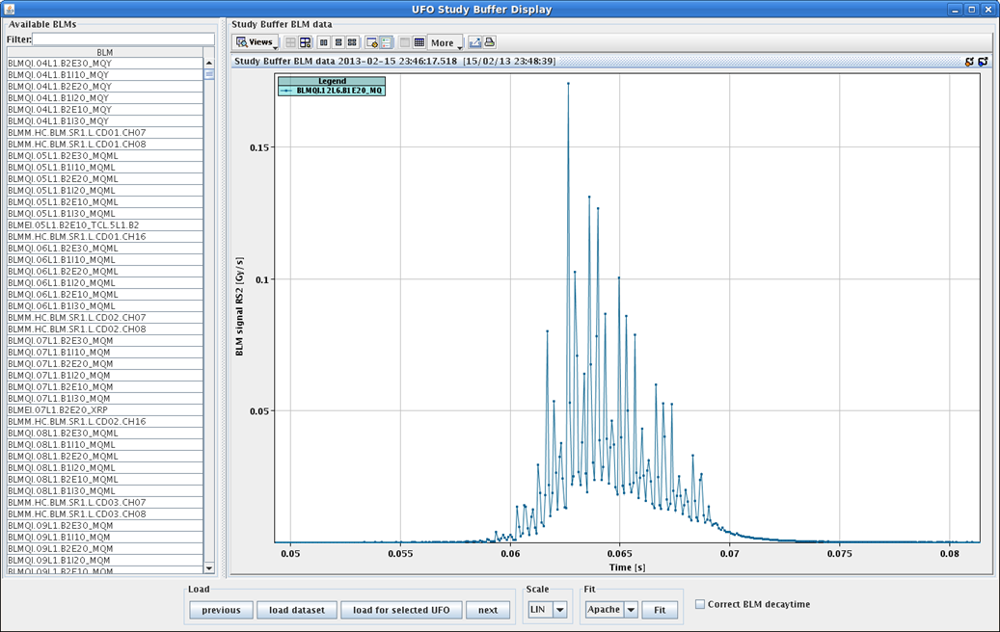 UFO Study Buffer Display
Available BLMs
Filter:
BLM
BLMQI.04L1.B2E30_MQY
BLMQI.04L1.B1I10_MQY
BLMQI.04L1.B2E20_MQY
BLMQI.04L1.B1I20_MQY
BLMQI.04L1.B2E10_MQY
BLMQI.04L1.B1I30_MQY
BLMM.HC.BLM.SR1.L.CD01.CH07
BLMM.HC.BLM.SR1.L.CD01.CH08
BLMQI.05L1.B2E30_MQML
BLMQI.05L1.B1I10_MQML
BLMQI.05L1.B2E20_MQML
BLMQI.05L1.B1I20_MQML
BLMQI.05L1.B2E10_MQML
BLMQI.05L1.B1I30_MQML
BLMEI.05L1.B2E10_TCL.5L1.B2
BLMM.HC.BLM.SR1.L.CD01.CH16
BLMQI.06L1.B2E30_MQML
BLMQI.06L1.B1I10_MQML
BLMQI.06L1.B2E20_MQML
BLMQI.06L1.B1I20_MQML
BLMQI.06L1.B2E10_MQML
BLMQI.06L1.B1I30_MQML
BLMM.HC.BLM.SR1.L.CD02.CH07
BLMM.HC.BLM.SR1.L.CD02.CH08
BLMQI.07L1.B2E30_MQM
BLMQI.07L1.B1I10_MQM
BLMQI.07L1.B2E20_MQM
BLMQI.07L1.B1I20_MQM
BLMQI.07L1.B2E10_MQM
BLMQI.07L1.B1I30_MQM
BLMEI.07L1.B2E20_XRP
BLMM.HC.BLM.SR1.L.CD02.CH16
BLMQI.08L1.B2E30_MQML
BLMQI.08L1.B1I10_MQML
BLMQI.08L1.B2E20_MQML
BLMQI.08L1.B1I20_MQML
BLMQI.08L1.B2E10_MQML
BLMQI.08L1.B1I30_MQML
BLMM.HC.BLM.SR1.L.CD03.CH07
BLMM.HC.BLM.SR1.L.CD03.CH08
BLMQI.09L1.B2E30_MQM
BLMQI.09L1.B1I10_MQM
BLMQI.09L1.B2E20_MQM
BLMQI.09L1.B1I20_MQM
BLMQI.09L1.B2E10_MQM
Study Buffer BLM data
Views
More
Study Buffer BLM data 2013-02-15 23:46:17.518 [15/02/13 23:48:39]
Legend
BLMQI.12L6.B1E20_MQ
BLM signal RS2 [Gy/s]
0.15
0.1
0.05
0.05 0.055 0.06 0.065 0.07 0.075 0.08
Time [s]
Load
previous load dataset load for selected UFO next
Scale
LIN
Fit
Apache Fit
Correct BLM decaytime